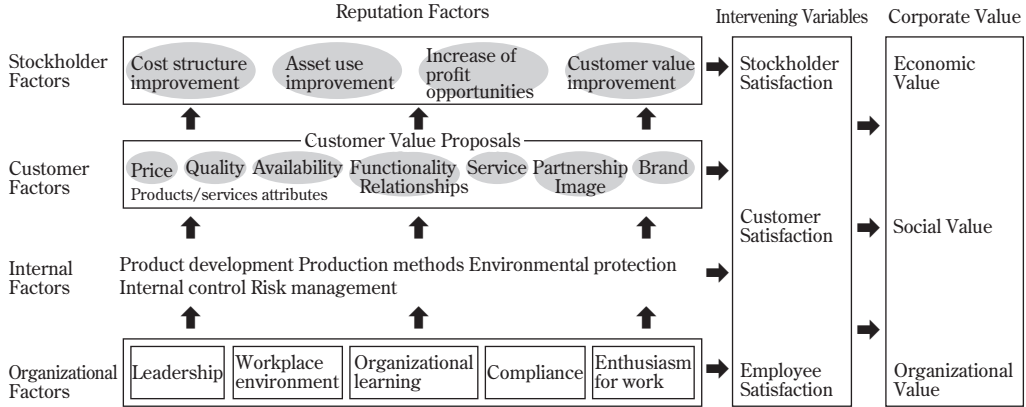 Reputation Factors
Intervening Variables
Corporate Value
Stockholder
Factors
Cost structure
improvement
Asset use
improvement
Increase of
profit
opportunities
Customer value
improvement
Stockholder
Satisfaction
Economic
Value
Customer Value Proposals
Customer
Factors
Price
Quality
Availability
Functionality
Relationships
Service
Partnership
Image
Brand
Products/services attributes
Customer
Satisfaction
Social Value
Internal
Factors
Product development Production methods Environmental protection
Internal control Risk management
Organizational
Factors
Leadership
Workplace
environment
Organizational
learning
Compliance
Enthusiasm
for work
Employee
Satisfaction
Organizational
Value